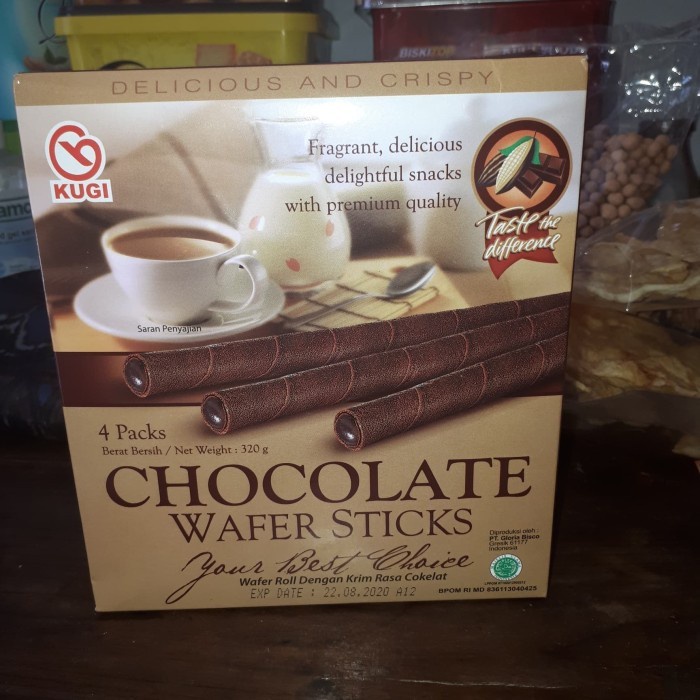 DELICIOUS AND CRISPY
KUGI
Fragrant, delicious
delightful snacks
with premium quality
Taste the
difference
Saran Penyajian
4 Packs
Berat Bersih / Net Weight : 320 g
CHOCOLATE
WAFER STICKS
Your Best Choice
Wafer Roll Dengan Krim Rasa Cokelat
EXP DATE : 22.08.2020 A12
Diproduksi oleh :
PT. Gloria Bisco
Gresik 61177
Indonesia
BPOM RI MD 636113040425